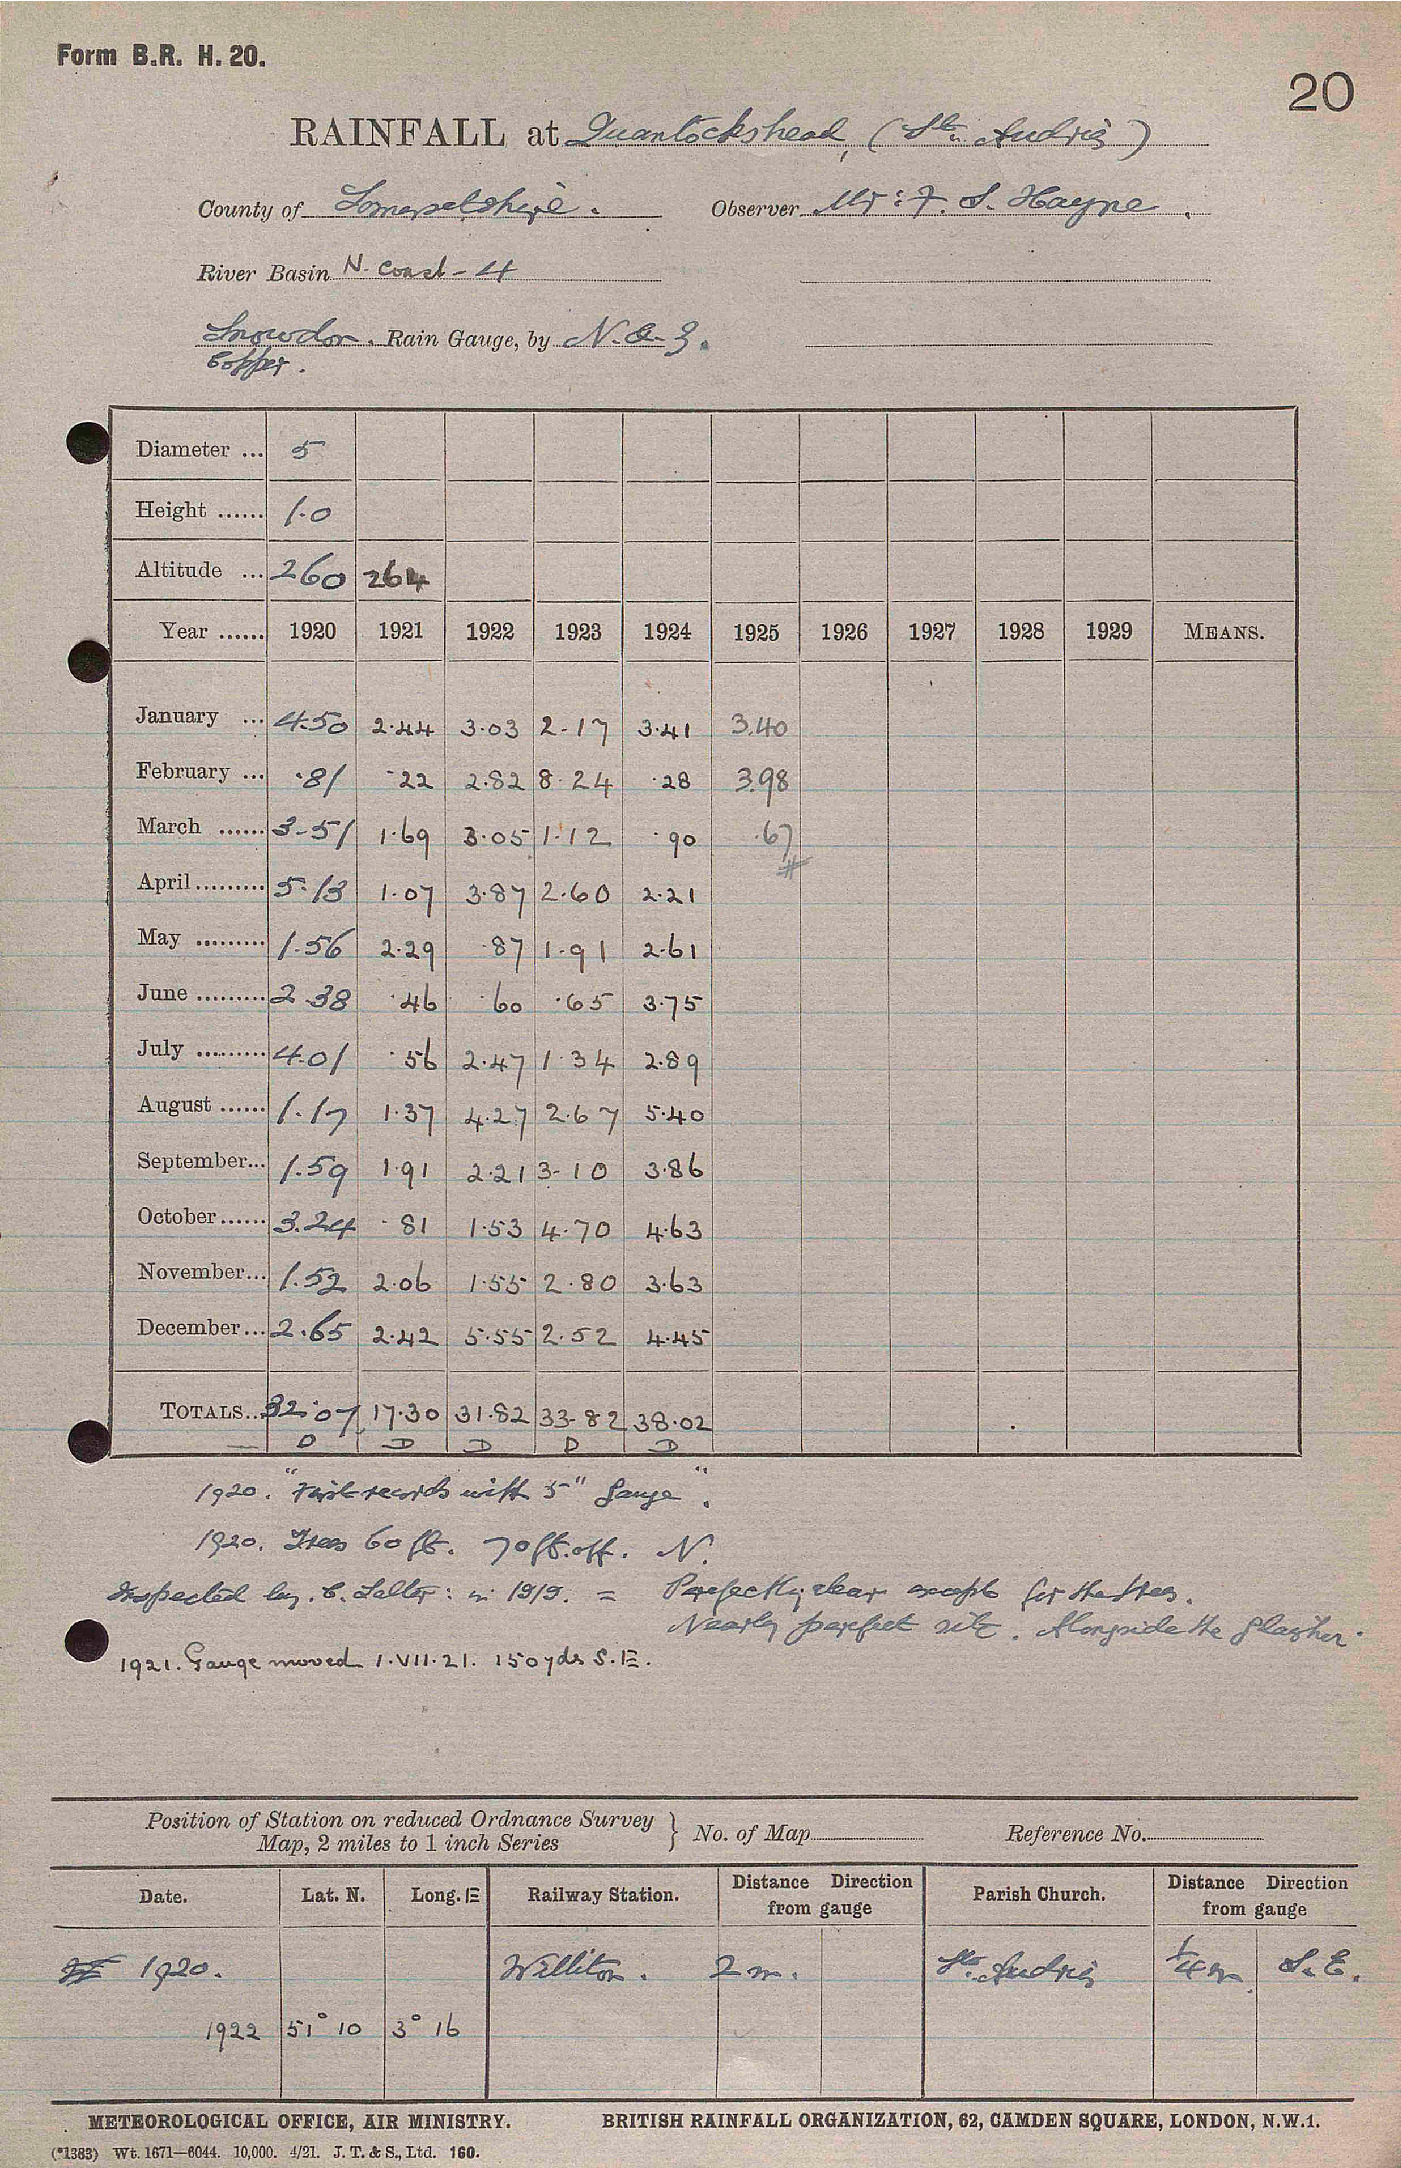 Form B.R. H. 20.
20
RAINFALL at Quantockshead, (St. Audries)
County of Somersetshire. Observer Mr: F. S. Hayne.
River Basin N. Coast - 4
Snowdon. Rain Gauge, by N. & Z.
Copper.
Diameter ... 5
Height ...... 1.0
Altitude ... 260 264
Year ...... 1920 1921 1922 1923 1924 1925 1926 1927 1928 1929 MEANS.
January ... 4.50 2.44 3.03 2.17 3.41 3.40
February ... .81 .22 2.82 8.24 .28 3.98
March ...... 3.51 1.69 3.05 1.12 .90 .67
April ......... 5.13 1.07 3.87 2.60 2.21
May ......... 1.56 2.29 .87 1.91 2.61
June ......... 2.38 .46 .60 .65 3.75
July ......... 4.01 .56 2.47 1.34 2.89
August ...... 1.17 1.37 4.27 2.67 5.40
September... 1.59 1.91 2.21 3.10 3.86
October ...... 3.24 .81 1.53 4.70 4.63
November... 1.52 2.06 1.55 2.80 3.63
December ... 2.65 2.42 5.55 2.52 4.45
TOTALS.. 32.07 17.30 31.82 33.82 38.02
D D D D D
1920. "First records with 5" gauge".
1920. Trees 60 ft. 70 ft. off. N.
Inspected by. C. Salter: in 1919. = Perfectly clear except for the trees.
Nearly perfect site. Alongside the Glaisher.
1921. Gauge moved 1.VII.21. 150 yds S.E.
Position of Station on reduced Ordnance Survey
Map, 2 miles to 1 inch Series } No. of Map Reference No.
Date. Lat. N. Long. E Railway Station. Distance Direction from gauge Parish Church. Distance Direction from gauge
1920. Williton. 2 m. St. Audries 1/4 m S. E.
1922 51° 10 3° 16
METEOROLOGICAL OFFICE, AIR MINISTRY. BRITISH RAINFALL ORGANIZATION, 62, CAMDEN SQUARE, LONDON, N.W.1.
(*1383) Wt. 1671—6044. 10,000. 4/21. J. T. & S., Ltd. 160.